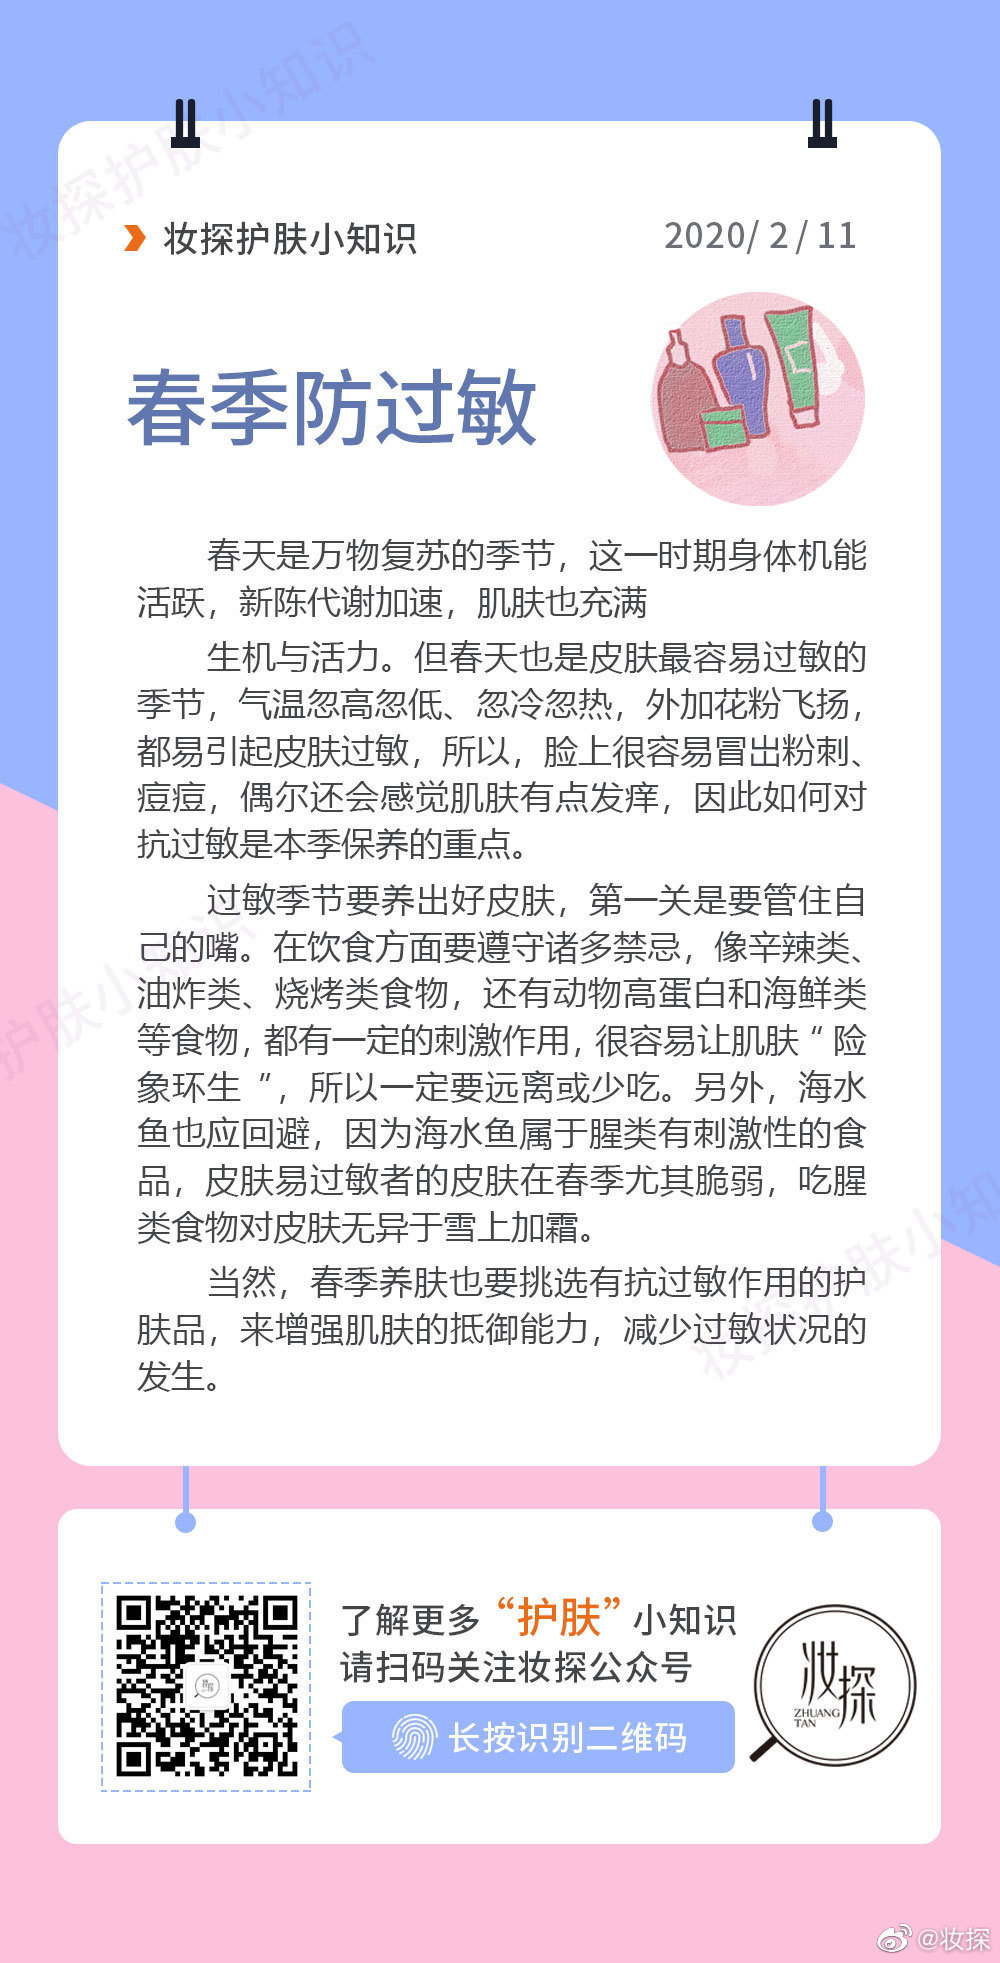 妆探护肤小知识
妆探护肤小知识
2020/ 2 / 11
春季防过敏
春天是万物复苏的季节，这一时期身体机能
活跃，新陈代谢加速，肌肤也充满
生机与活力。但春天也是皮肤最容易过敏的
季节，气温忽高忽低、忽冷忽热，外加花粉飞扬，
都易引起皮肤过敏，所以，脸上很容易冒出粉刺、
痘痘，偶尔还会感觉肌肤有点发痒，因此如何对
抗过敏是本季保养的重点。
过敏季节要养出好皮肤，第一关是要管住自
己的嘴。在饮食方面要遵守诸多禁忌，像辛辣类、
油炸类、烧烤类食物，还有动物高蛋白和海鲜类
等食物，都有一定的刺激作用，很容易让肌肤“ 险
象环生 ”，所以一定要远离或少吃。另外，海水
鱼也应回避，因为海水鱼属于腥类有刺激性的食
品，皮肤易过敏者的皮肤在春季尤其脆弱，吃腥
类食物对皮肤无异于雪上加霜。
护肤小知识
当然，春季养肤也要挑选有抗过敏作用的护
肤品，来增强肌肤的抵御能力，减少过敏状况的
发生。
妆探护肤小知
了解更多“护肤”小知识
请扫码关注妆探公众号
长按识别二维码
妆探
ZHUANG
TAN
@妆探